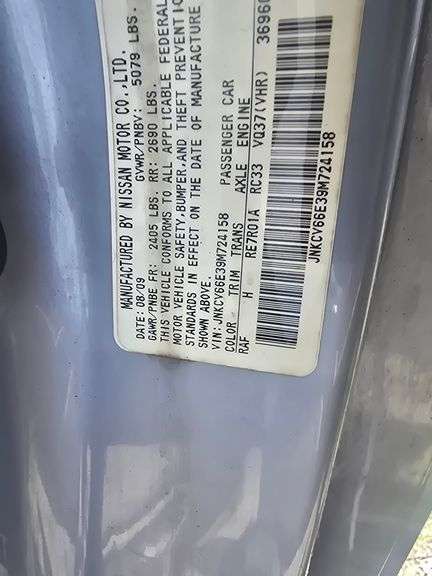 MANUFACTURED BY NISSAN MOTOR CO.,LTD.
DATE: 08/09 GVWR/PNBV: 5079 LBS.
GAWR/PNBE FR: 2405 LBS. RR: 2680 LBS.
THIS VEHICLE CONFORMS TO ALL APPLICABLE FEDERAL
MOTOR VEHICLE SAFETY, BUMPER, AND THEFT PREVENTION
STANDARDS IN EFFECT ON THE DATE OF MANUFACTURE
SHOWN ABOVE.
VIN: JNKCV66E39M724158 PASSENGER CAR
COLOR TRIM TRANS AXLE ENGINE
RAF H RE7R01A RC33 VQ37(VHR) 3696
JNKCV66E39M724158